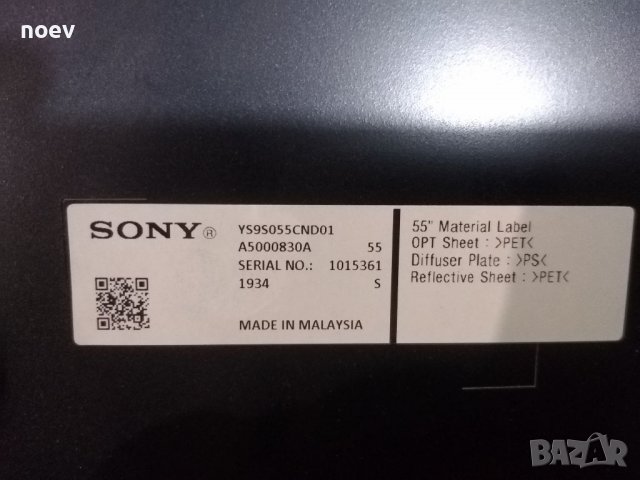 noev
SONY®
YS9S055CND01
A5000830A 55
SERIAL NO.: 1015361
1934 S
MADE IN MALAYSIA
55" Material Label
OPT Sheet : >PET<
Diffuser Plate : >PS<
Reflective Sheet : >PET<
BAZAR